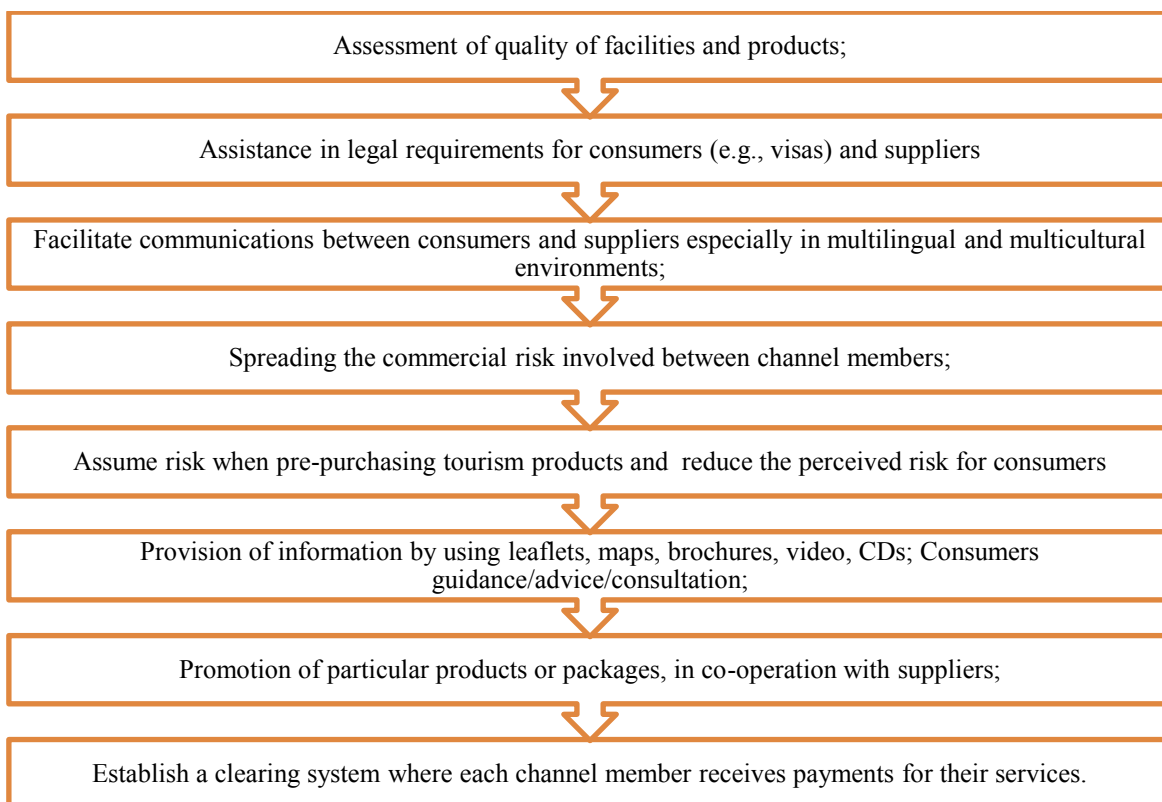 Assessment of quality of facilities and products;
Assistance in legal requirements for consumers (e.g., visas) and suppliers
Facilitate communications between consumers and suppliers especially in multilingual and multicultural
environments;
Spreading the commercial risk involved between channel members;
Assume risk when pre-purchasing tourism products and reduce the perceived risk for consumers
Provision of information by using leaflets, maps, brochures, video, CDs; Consumers
guidance/advice/consultation;
Promotion of particular products or packages, in co-operation with suppliers;
Establish a clearing system where each channel member receives payments for their services.